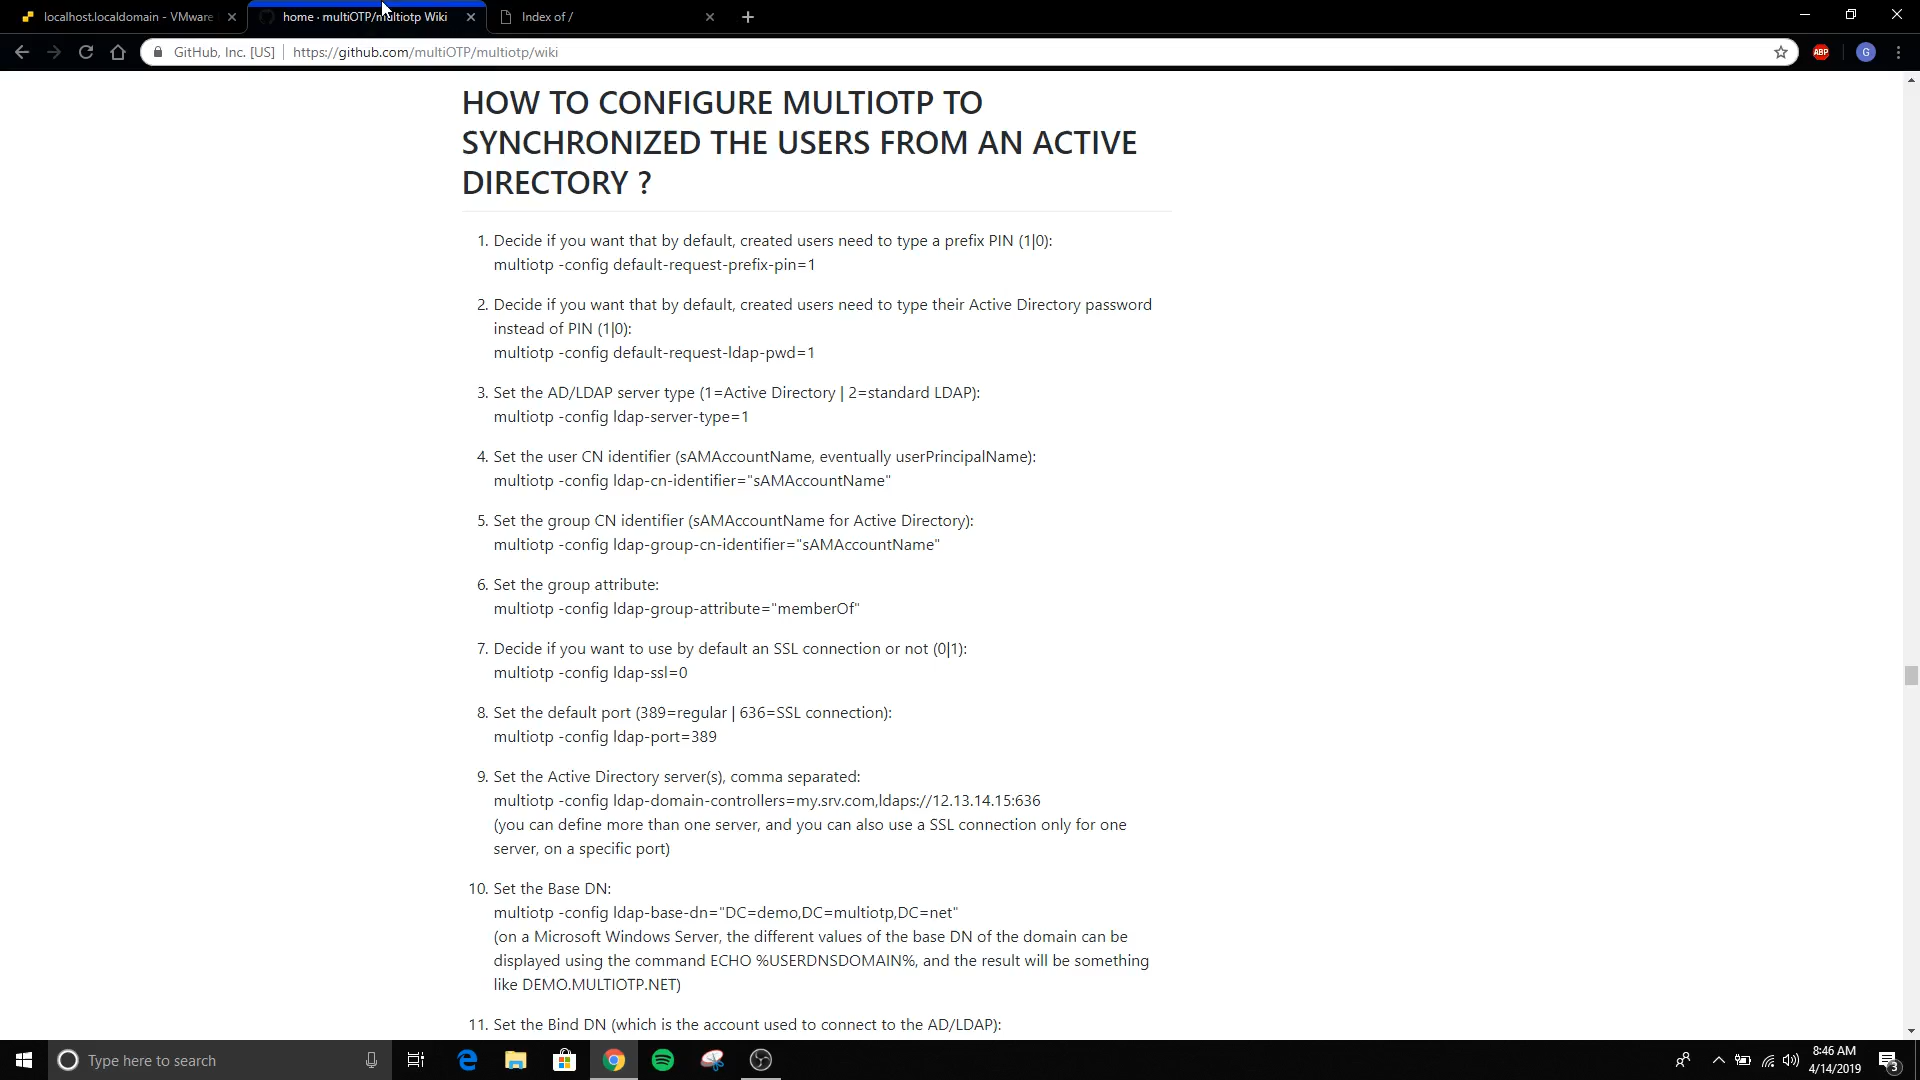 localhost.localdomain - VMware
home · multiOTP/multiotp Wiki
Index of /
GitHub, Inc. [US]
https://github.com/multiOTP/multiotp/wiki
ABP
G
HOW TO CONFIGURE MULTIOTP TO
SYNCHRONIZED THE USERS FROM AN ACTIVE
DIRECTORY ?
1. Decide if you want that by default, created users need to type a prefix PIN (1|0):
multiotp -config default-request-prefix-pin=1
2. Decide if you want that by default, created users need to type their Active Directory password
instead of PIN (1|0):
multiotp -config default-request-ldap-pwd=1
3. Set the AD/LDAP server type (1=Active Directory | 2=standard LDAP):
multiotp -config ldap-server-type=1
4. Set the user CN identifier (sAMAccountName, eventually userPrincipalName):
multiotp -config ldap-cn-identifier="sAMAccountName"
5. Set the group CN identifier (sAMAccountName for Active Directory):
multiotp -config ldap-group-cn-identifier="sAMAccountName"
6. Set the group attribute:
multiotp -config ldap-group-attribute="memberOf"
7. Decide if you want to use by default an SSL connection or not (0|1):
multiotp -config ldap-ssl=0
8. Set the default port (389=regular | 636=SSL connection):
multiotp -config ldap-port=389
9. Set the Active Directory server(s), comma separated:
multiotp -config ldap-domain-controllers=my.srv.com,ldaps://12.13.14.15:636
(you can define more than one server, and you can also use a SSL connection only for one
server, on a specific port)
10. Set the Base DN:
multiotp -config ldap-base-dn="DC=demo,DC=multiotp,DC=net"
(on a Microsoft Windows Server, the different values of the base DN of the domain can be
displayed using the command ECHO %USERDNSDOMAIN%, and the result will be something
like DEMO.MULTIOTP.NET)
11. Set the Bind DN (which is the account used to connect to the AD/LDAP):
Type here to search
8:46 AM
4/14/2019
3